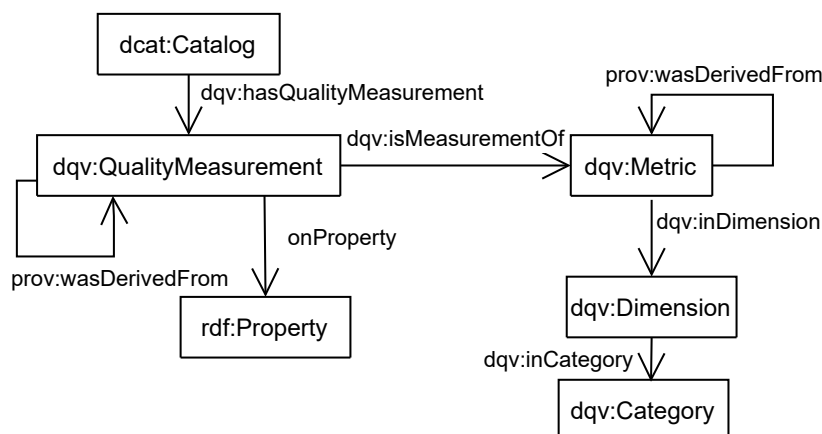 dcat:Catalog
prov:wasDerivedFrom
dqv:hasQualityMeasurement
dqv:isMeasurementOf
dqv:QualityMeasurement
dqv:Metric
dqv:inDimension
onProperty
prov:wasDerivedFrom
dqv:Dimension
rdf:Property
dqv:inCategory
dqv:Category